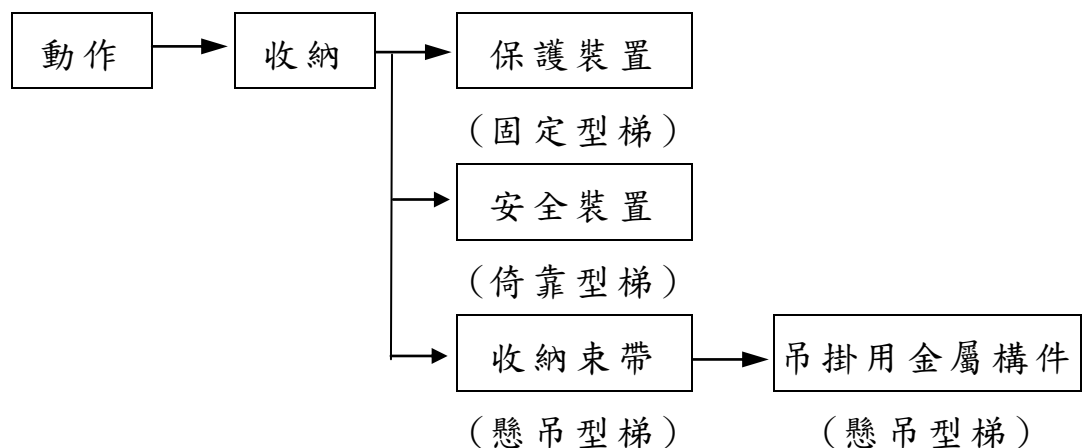 動作 收納 保護裝置
(固定型梯)
安全裝置
(倚靠型梯)
收納束帶 吊掛用金屬構件
(懸吊型梯) (懸吊型梯)